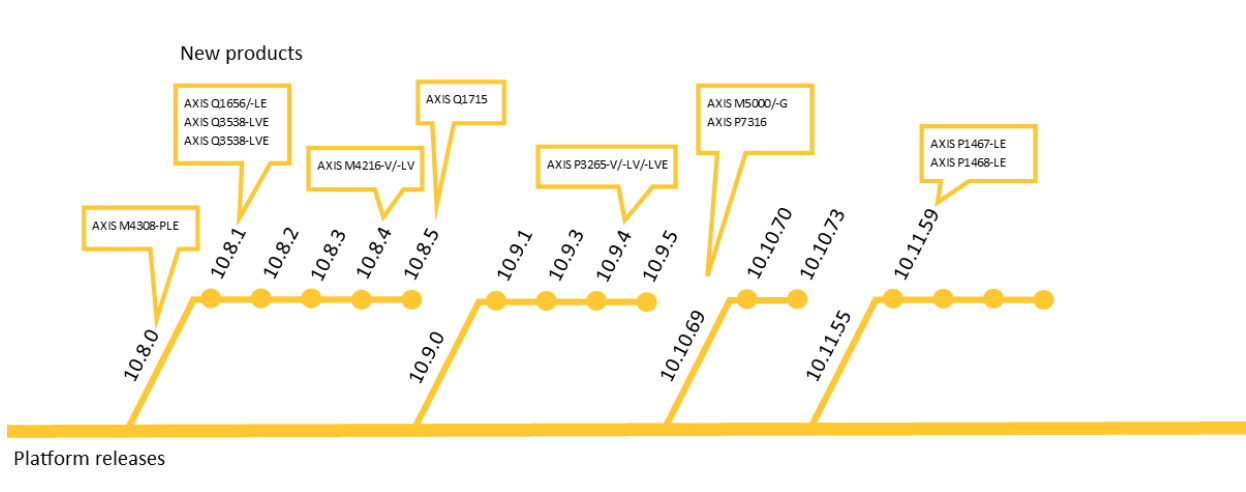 New products
AXIS Q1656/-LE
AXIS Q3538-LVE
AXIS Q3538-LVE
AXIS Q1715
AXIS M5000/-G
AXIS P7316
AXIS M4216-V/-LV
AXIS P3265-V/-LV/-LVE
AXIS P1467-LE
AXIS P1468-LE
AXIS M4308-PLE
10.8.1
10.8.2
10.8.3
10.8.4
10.8.5
10.9.1
10.9.3
10.9.4
10.9.5
10.10.70
10.10.73
10.11.59
10.8.0
10.9.0
10.10.69
10.11.55
Platform releases